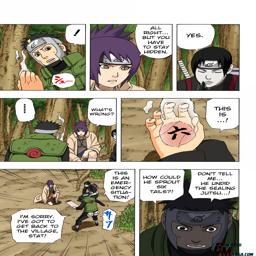 ALL
RIGHT...
BUT YOU
HAVE TO
STAY
HIDDEN.
YES.
...!
WHAT'S
WRONG?
THIS
IS
...?
六
I'M SORRY.
I'VE GOT TO
GET BACK TO
THE VILLAGE,
STAT!
THIS IS
AN EM-
ERGENCY
SITUA-
TION!
HOW COULD
HE SPROUT
SIX
TAILS?!
DON'T TELL
ME...
HE UNDID
THE SEALING
JUTSU...!